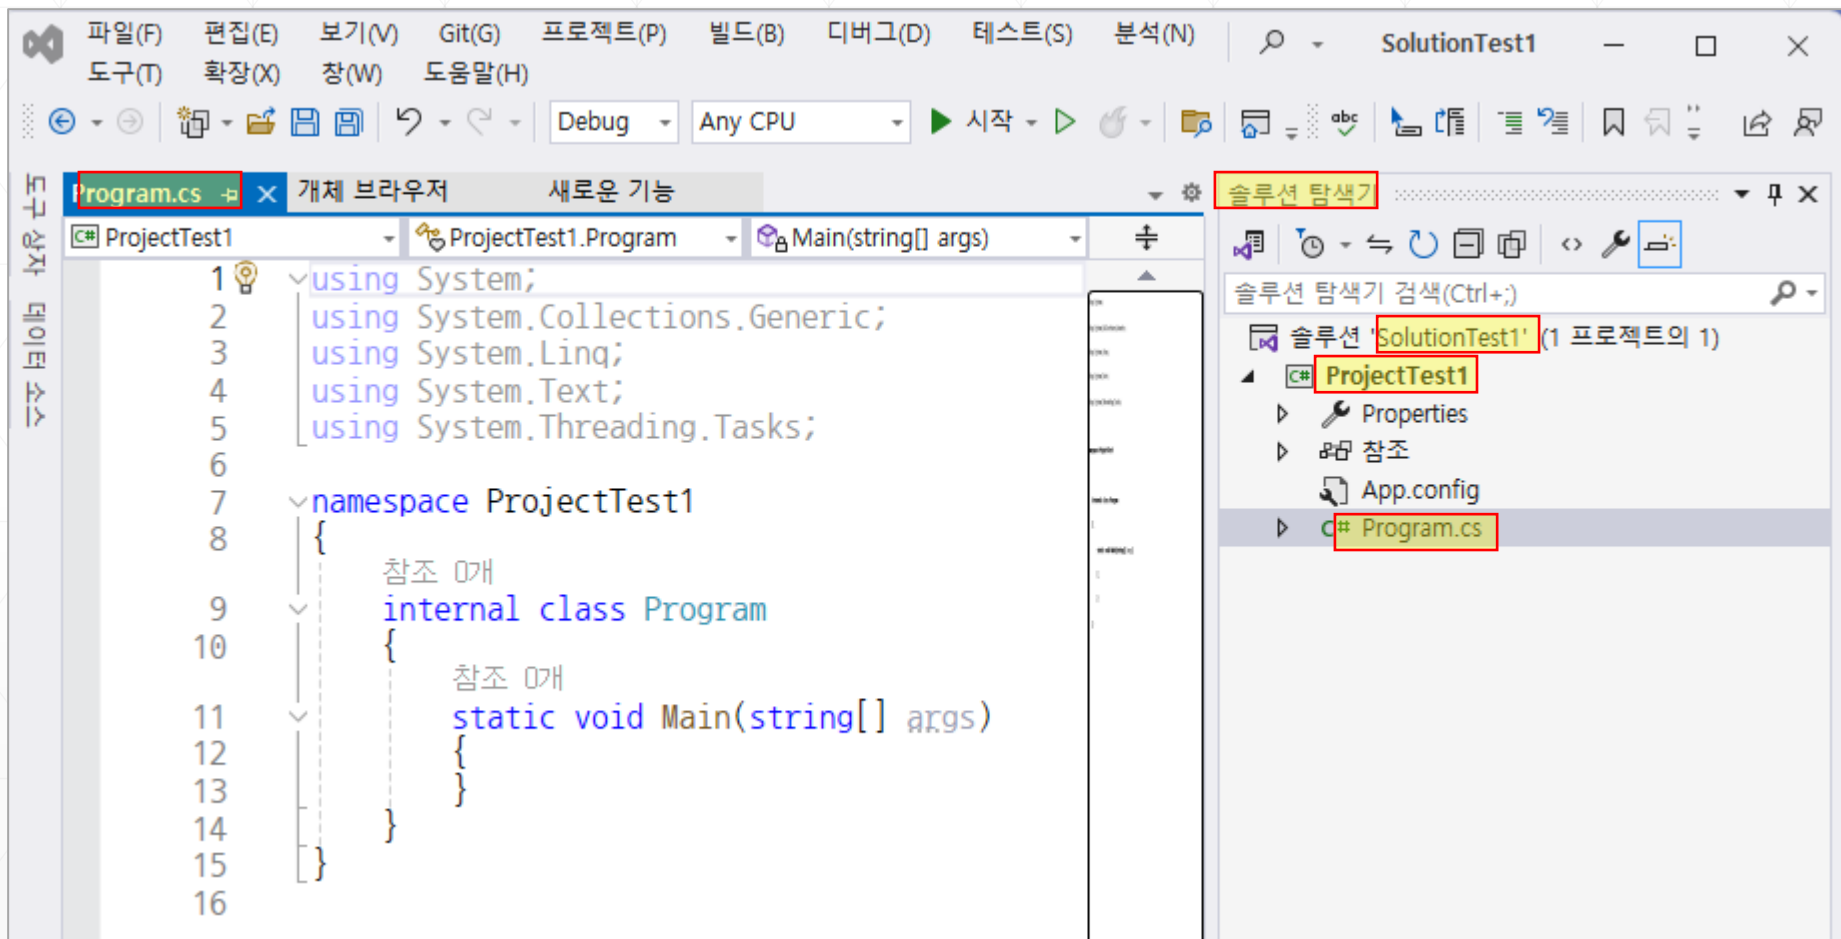 파일(F) 편집(E) 보기(V) Git(G) 프로젝트(P) 빌드(B) 디버그(D) 테스트(S) 분석(N) SolutionTest1
도구(T) 확장(X) 창(W) 도움말(H)
Debug Any CPU 시작 abc
도구 상자
데이터 소스
Program.cs 개체 브라우저 새로운 기능
C# ProjectTest1 ProjectTest1.Program Main(string[] args)
1 using System;
2 using System.Collections.Generic;
3 using System.Linq;
4 using System.Text;
5 using System.Threading.Tasks;
6
7 namespace ProjectTest1
8 {
참조 0개
9 internal class Program
10 {
참조 0개
11 static void Main(string[] args)
12 {
13 }
14 }
15 }
16
솔루션 탐색기
솔루션 탐색기 검색(Ctrl+;)
솔루션 'SolutionTest1' (1 프로젝트의 1)
C# ProjectTest1
Properties
참조
App.config
C# Program.cs